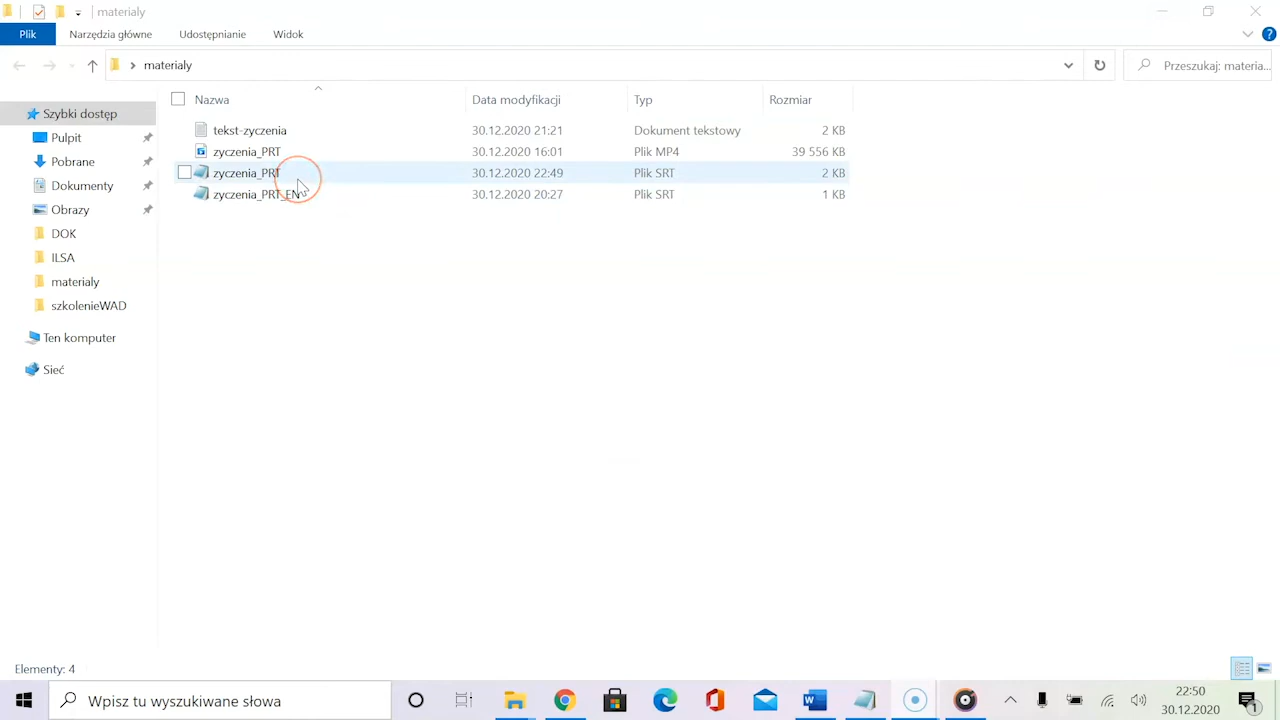 materialy
Plik Narzędzia główne Udostępnianie Widok
materialy
Przeszukaj: materia...
Nazwa Data modyfikacji Typ Rozmiar
Szybki dostęp
Pulpit
Pobrane
Dokumenty
Obrazy
DOK
ILSA
materialy
szkolenieWAD
Ten komputer
Sieć
tekst-zyczenia 30.12.2020 21:21 Dokument tekstowy 2 KB
zyczenia_PRT 30.12.2020 16:01 Plik MP4 39 556 KB
zyczenia_PRT 30.12.2020 22:49 Plik SRT 2 KB
zyczenia_PRT_EN 30.12.2020 20:27 Plik SRT 1 KB
Elementy: 4
Wpisz tu wyszukiwane słowa
22:50
30.12.2020
1